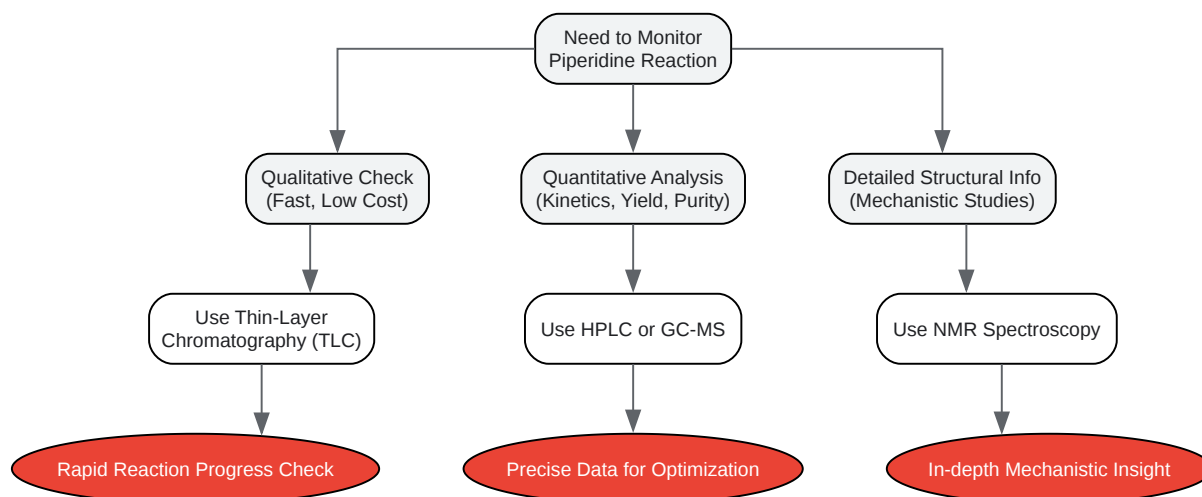 Need to Monitor
Piperidine Reaction
Qualitative Check
(Fast, Low Cost)
Quantitative Analysis
(Kinetics, Yield, Purity)
Detailed Structural Info
(Mechanistic Studies)
Use Thin-Layer
Chromatography (TLC)
Use HPLC or GC-MS
Use NMR Spectroscopy
Rapid Reaction Progress Check
Precise Data for Optimization
In-depth Mechanistic Insight